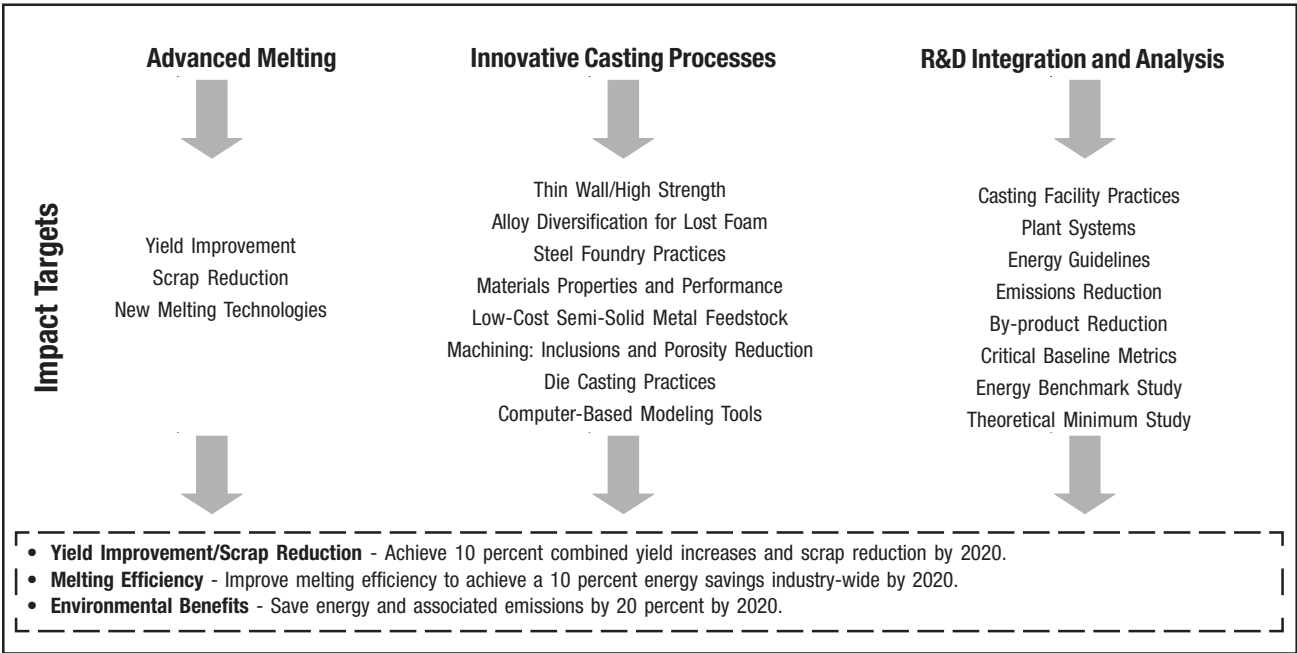 Advanced Melting
Innovative Casting Processes
R&D Integration and Analysis
Impact Targets
Yield Improvement
Scrap Reduction
New Melting Technologies
Thin Wall/High Strength
Alloy Diversification for Lost Foam
Steel Foundry Practices
Materials Properties and Performance
Low-Cost Semi-Solid Metal Feedstock
Machining: Inclusions and Porosity Reduction
Die Casting Practices
Computer-Based Modeling Tools
Casting Facility Practices
Plant Systems
Energy Guidelines
Emissions Reduction
By-product Reduction
Critical Baseline Metrics
Energy Benchmark Study
Theoretical Minimum Study
• Yield Improvement/Scrap Reduction - Achieve 10 percent combined yield increases and scrap reduction by 2020.
• Melting Efficiency - Improve melting efficiency to achieve a 10 percent energy savings industry-wide by 2020.
• Environmental Benefits - Save energy and associated emissions by 20 percent by 2020.